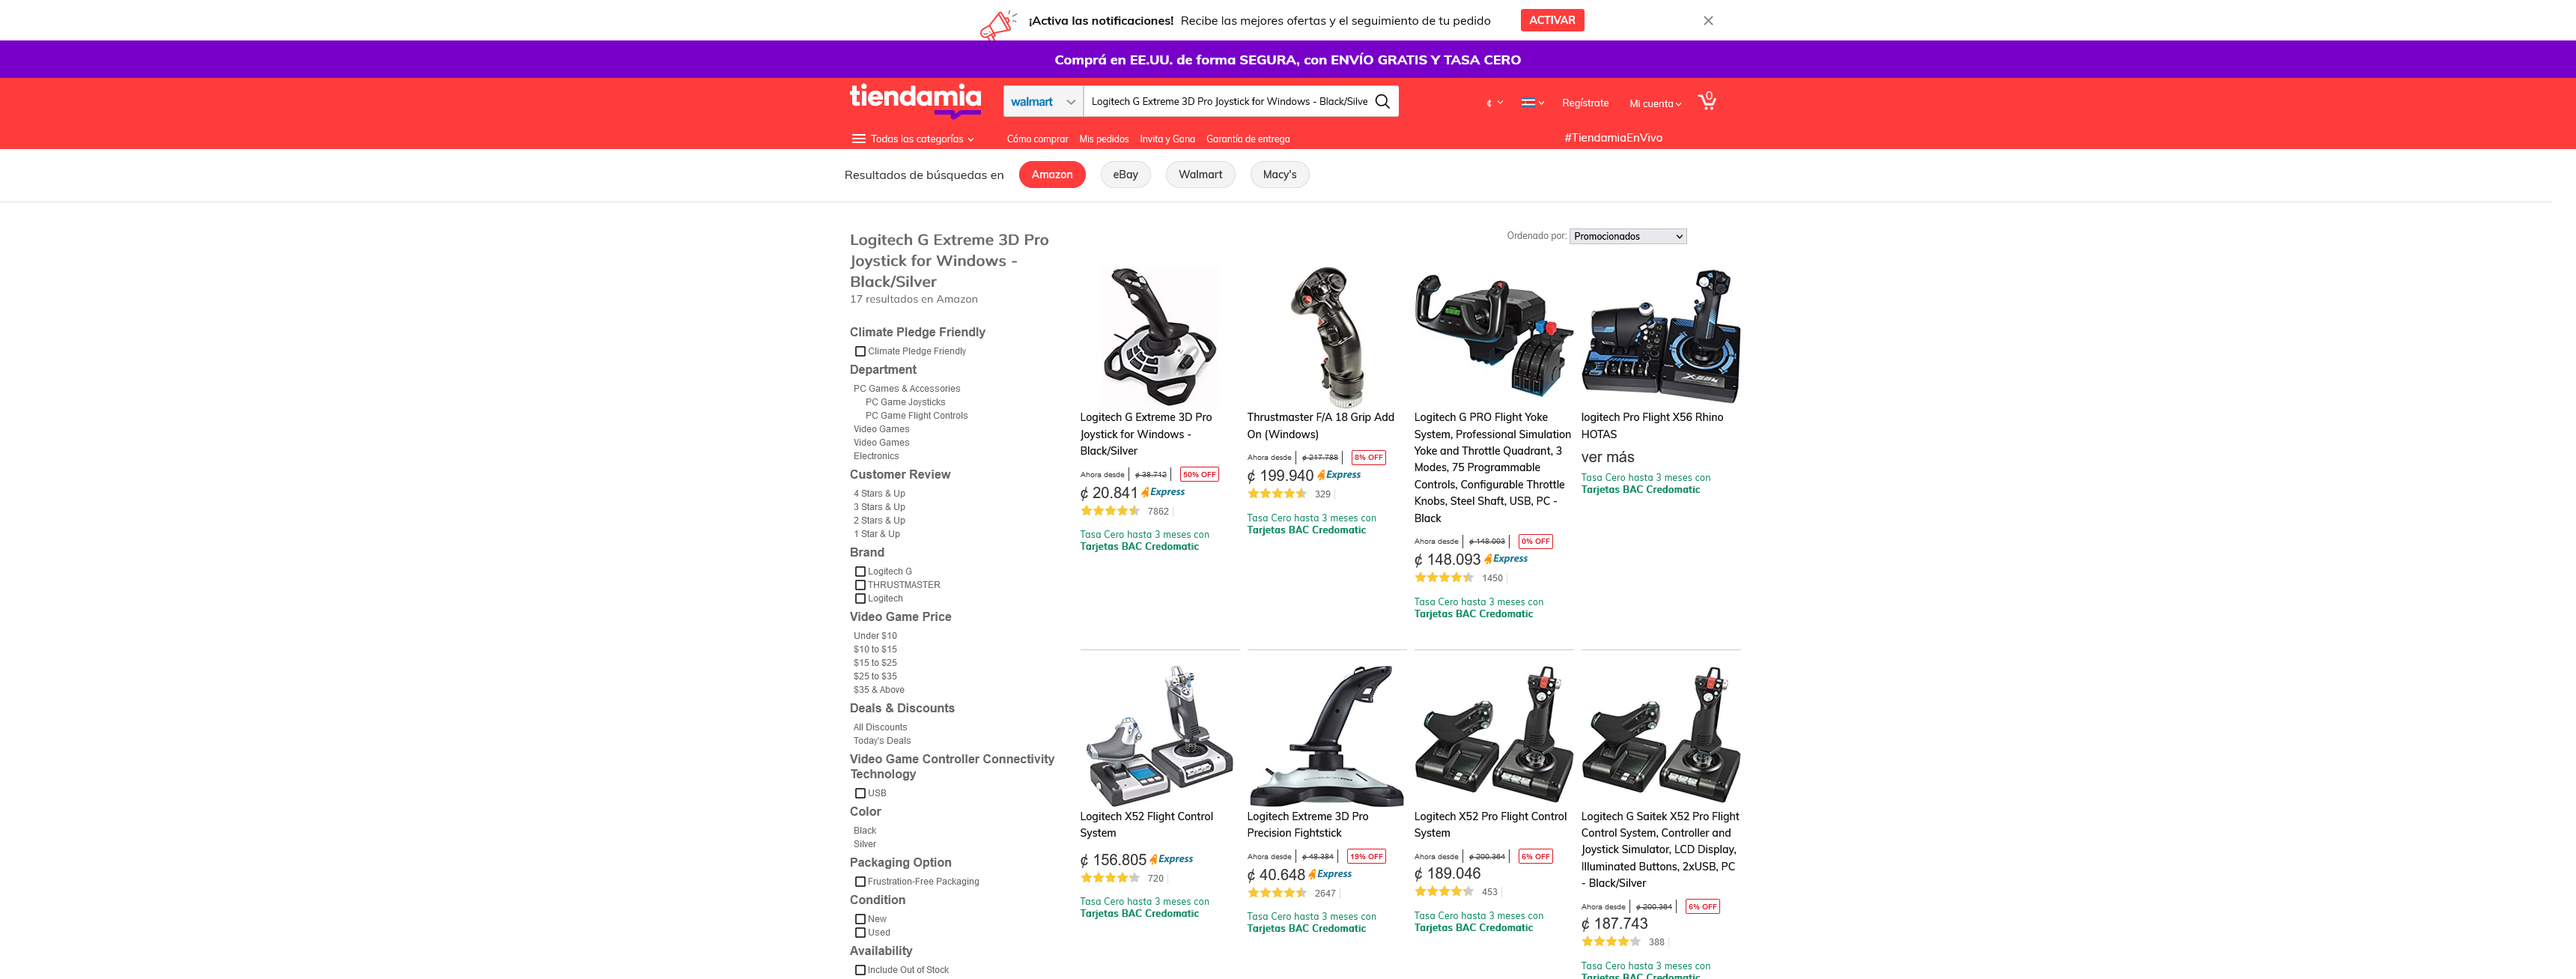 ¡Activa las notificaciones! Recibe las mejores ofertas y el seguimiento de tu pedido ACTIVAR
Comprá en EE.UU. de forma SEGURA, con ENVÍO GRATIS Y TASA CERO
tiendamia
walmart
Logitech G Extreme 3D Pro Joystick for Windows - Black/Silve
¢
Regístrate
Mi cuenta
0
Todas las categorías
Cómo comprar
Mis pedidos
Invita y Gana
Garantía de entrega
#TiendamiaEnVivo
Resultados de búsquedas en
Amazon
eBay
Walmart
Macy's
Logitech G Extreme 3D Pro
Joystick for Windows -
Black/Silver
17 resultados en Amazon
Climate Pledge Friendly
Climate Pledge Friendly
Department
PC Games & Accessories
PC Game Joysticks
PC Game Flight Controls
Video Games
Video Games
Electronics
Customer Review
4 Stars & Up
3 Stars & Up
2 Stars & Up
1 Star & Up
Brand
Logitech G
THRUSTMASTER
Logitech
Video Game Price
Under $10
$10 to $15
$15 to $25
$25 to $35
$35 & Above
Deals & Discounts
All Discounts
Today's Deals
Video Game Controller Connectivity
Technology
USB
Color
Black
Silver
Packaging Option
Frustration-Free Packaging
Condition
New
Used
Availability
Include Out of Stock
Ordenado por: Promocionados
Logitech G Extreme 3D Pro
Joystick for Windows -
Black/Silver
Ahora desde ¢ 38.712 50% OFF
¢ 20.841 Express
7862
Tasa Cero hasta 3 meses con
Tarjetas BAC Credomatic
Thrustmaster F/A 18 Grip Add
On (Windows)
Ahora desde ¢ 217.788 8% OFF
¢ 199.940 Express
329
Tasa Cero hasta 3 meses con
Tarjetas BAC Credomatic
Logitech G PRO Flight Yoke
System, Professional Simulation
Yoke and Throttle Quadrant, 3
Modes, 75 Programmable
Controls, Configurable Throttle
Knobs, Steel Shaft, USB, PC -
Black
Ahora desde ¢ 148.093 0% OFF
¢ 148.093 Express
1450
Tasa Cero hasta 3 meses con
Tarjetas BAC Credomatic
logitech Pro Flight X56 Rhino
HOTAS
ver más
Tasa Cero hasta 3 meses con
Tarjetas BAC Credomatic
Logitech X52 Flight Control
System
¢ 156.805 Express
720
Tasa Cero hasta 3 meses con
Tarjetas BAC Credomatic
Logitech Extreme 3D Pro
Precision Fightstick
Ahora desde ¢ 48.384 19% OFF
¢ 40.648 Express
2647
Tasa Cero hasta 3 meses con
Tarjetas BAC Credomatic
Logitech X52 Pro Flight Control
System
Ahora desde ¢ 200.364 6% OFF
¢ 189.046
453
Tasa Cero hasta 3 meses con
Tarjetas BAC Credomatic
Logitech G Saitek X52 Pro Flight
Control System, Controller and
Joystick Simulator, LCD Display,
Illuminated Buttons, 2xUSB, PC
- Black/Silver
Ahora desde ¢ 200.364 6% OFF
¢ 187.743
388
Tasa Cero hasta 3 meses con
Tarjetas BAC Credomatic